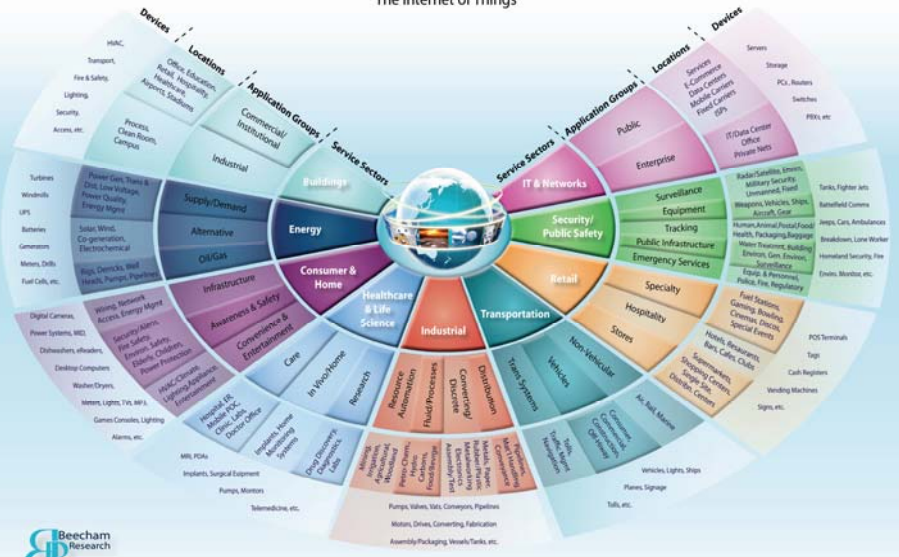 The Internet of Things
Devices
Locations
Application Groups
Service Sectors
Service Sectors
Application Groups
Locations
Devices
HVAC,
Transport,
Fire & Safety,
Lighting,
Security,
Access, etc.
Office, Education,
Retail, Hospitality,
Healthcare,
Airports, Stadiums
Process,
Clean Room,
Campus
Commercial/
Institutional
Industrial
Buildings
Turbines
Windmills
UPS
Batteries
Generators
Meters, Drills
Fuel Cells, etc.
Power Gen, Trans &
Dist, Low Voltage,
Power Quality,
Energy Mgmt
Solar, Wind,
Co-generation,
Electrochemical
Rigs, Derricks, Well
Heads, Pumps, Pipelines
Supply/Demand
Alternative
Oil/Gas
Energy
Digital Cameras,
Power Systems, MID,
Dishwashers, eReaders,
Desktop Computers
Washer/Dryers,
Meters, Lights, TVs, MP3,
Games Consoles, Lighting
Alarms, etc.
Wiring, Network
Access, Energy Mgmt
Security/Alerts,
Fire Safety,
Environ. Safety,
Elderly, Children,
Power Protection
HVAC/Climate,
Lighting, Appliance,
Entertainment
Infrastructure
Awareness & Safety
Convenience &
Entertainment
Consumer &
Home
MRI, PDAs
Implants, Surgical Equipment
Pumps, Monitors
Telemedicine, etc.
Hospital, ER,
Mobile POC,
Clinic, Labs,
Doctor Office
Implants, Home
Monitoring
Systems
Drug Discovery,
Diagnostics,
Labs
Care
In Vivo/Home
Research
Healthcare
& Life
Science
Industrial
Resource
Automation
Fluid/Processes
Converting/
Discrete
Distribution
Mining,
Irrigation,
Agricultural,
Woodland
Petro-Chem,
Hydro
Carbons,
Food/Beverage
Metals, Paper,
Rubber/Plastic
Metalworking
Electronics
Assembly/Test
Pipelines,
Mat'l Handling
Conveyance
Pumps, Valves, Vats, Conveyors, Pipelines
Motors, Drives, Converting, Fabrication
Assembly/Packaging, Vessels/Tanks, etc.
Transportation
Trans Systems
Vehicles
Non-Vehicular
Tolls,
Traffic Mgmt
Navigation
Consumer,
Commercial,
Construction,
Off-Hiway
Air, Rail, Marine
Vehicles, Lights, Ships
Planes, Signage
Tolls, etc.
Retail
Specialty
Hospitality
Stores
Fuel Stations,
Gaming, Bowling,
Cinemas, Discos,
Special Events
Hotels, Restaurants,
Bars, Cafes, Clubs
Supermarkets,
Shopping Centers,
Single Site,
Distrib. Centers
POS Terminals
Tags
Cash Registers
Vending Machines
Signs, etc.
Security/
Public Safety
Surveillance
Equipment
Tracking
Public Infrastructure
Emergency Services
Radar/Satellite, Environ,
Military Security,
Unmanned, Fixed
Weapons, Vehicles, Ships,
Aircraft, Gear
Human, Animal, Postal, Food/
Health, Packaging, Baggage
Water Treatment, Building
Environ, Gen. Environ,
Surveillance
Equip. & Personnel,
Police, Fire, Regulatory
Tanks, Fighter Jets
Battlefield Comms
Jeeps, Cars, Ambulances
Breakdown, Lone Worker
Homeland Security, Fire
Enviro. Monitor, etc.
IT & Networks
Public
Enterprise
Services
E-Commerce
Data Centers
Mobile Carriers
Fixed Carriers
ISPs
IT/Data Center
Office
Private Nets
Servers
Storage
PCs, Routers
Switches
PBXs, etc
Beecham
Research